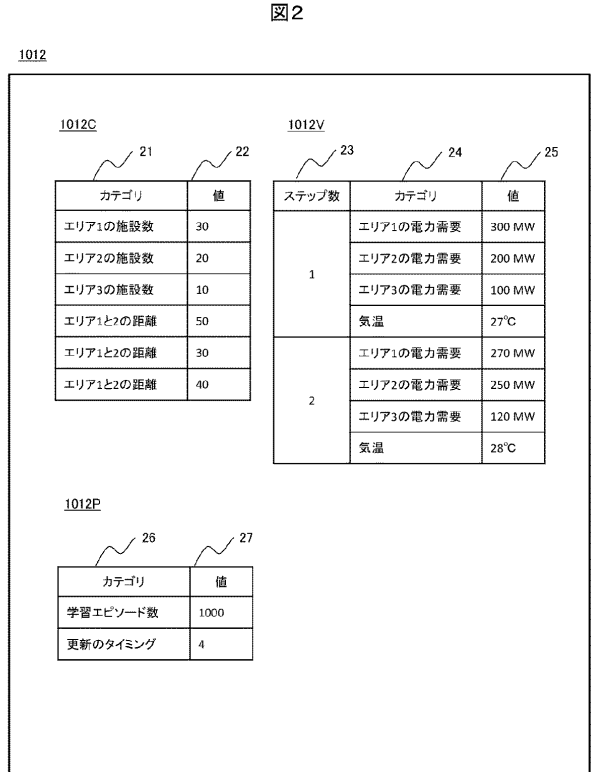 図2
1012
1012C
21
22
カテゴリ 値
エリア1の施設数 30
エリア2の施設数 20
エリア3の施設数 10
エリア1と2の距離 50
エリア1と2の距離 30
エリア1と2の距離 40
1012V
23
24
25
ステップ数 カテゴリ 値
1
エリア1の電力需要 300 MW
エリア2の電力需要 200 MW
エリア3の電力需要 100 MW
気温 27℃
2
エリア1の電力需要 270 MW
エリア2の電力需要 250 MW
エリア3の電力需要 120 MW
気温 28℃
1012P
26
27
カテゴリ 値
学習エピソード数 1000
更新のタイミング 4